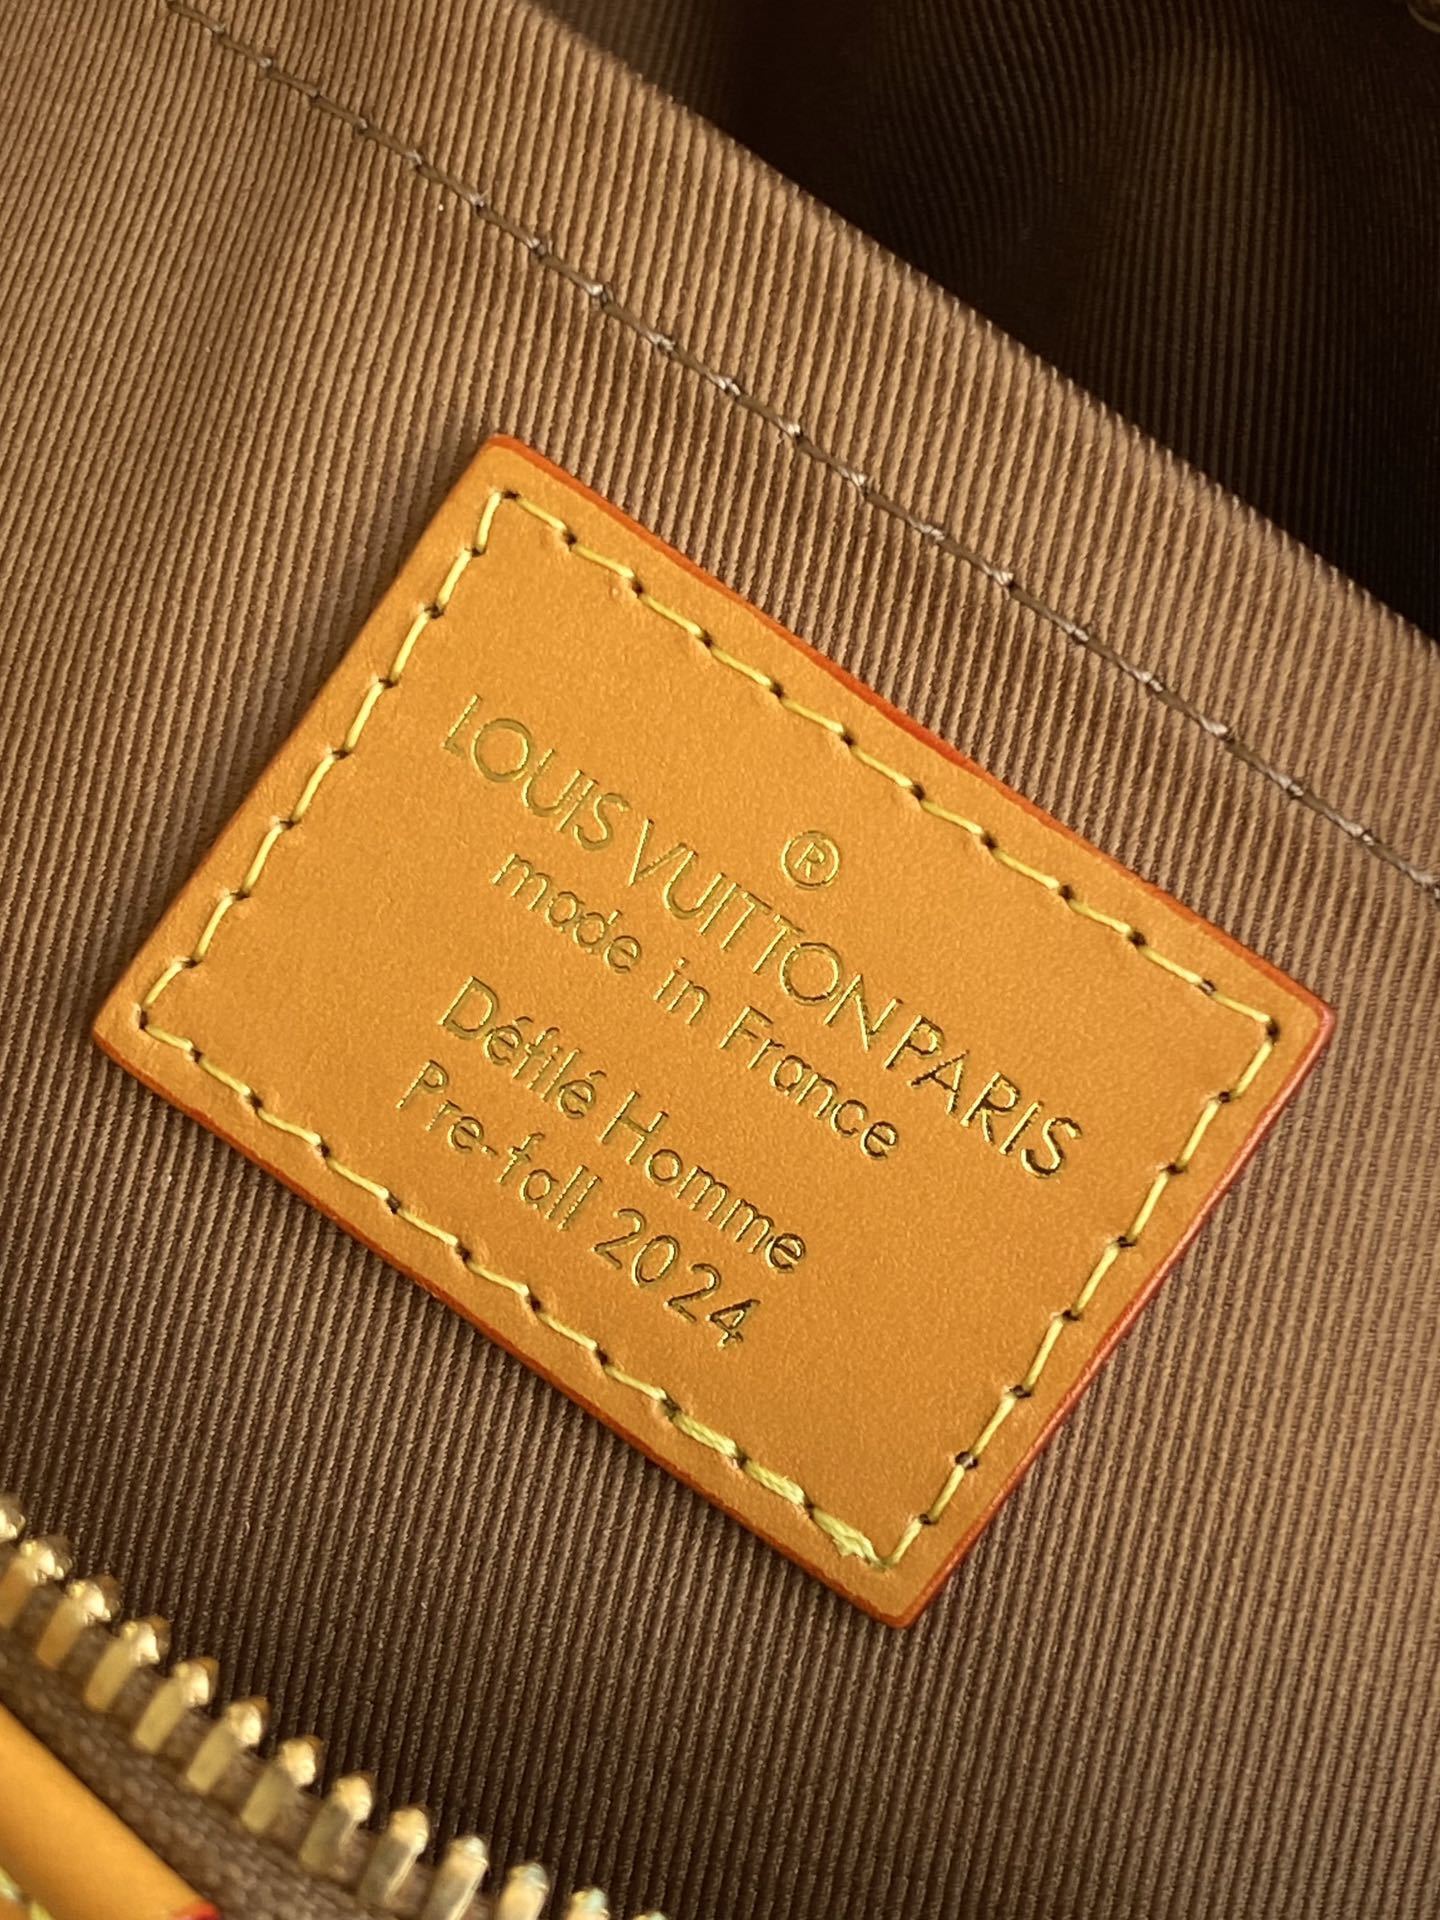 ®
LOUIS VUITTON PARIS
made in France
Défilé Homme
Pre-fall 2024